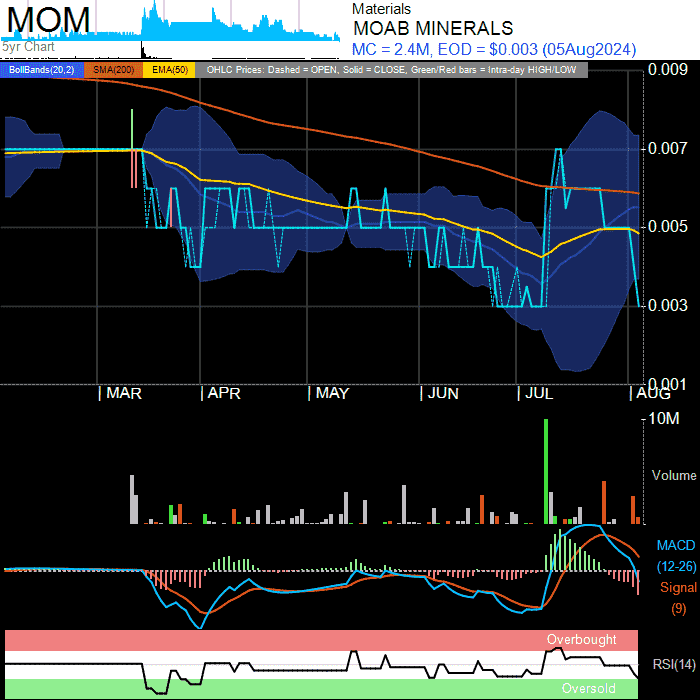 MOM
Materials
MOAB MINERALS
MC = 2.4M, EOD = $0.003 (05Aug2024)
5yr Chart
BollBands(20,2) SMA(200) EMA(50) OHLC Prices: Dashed = OPEN, Solid = CLOSE, Green/Red bars = Intra-day HIGH/LOW
0.009
0.007
0.005
0.003
0.001
MAR APR MAY JUN JUL AUG
10M
Volume
MACD
(12-26)
Signal
(9)
Overbought
RSI(14)
Oversold